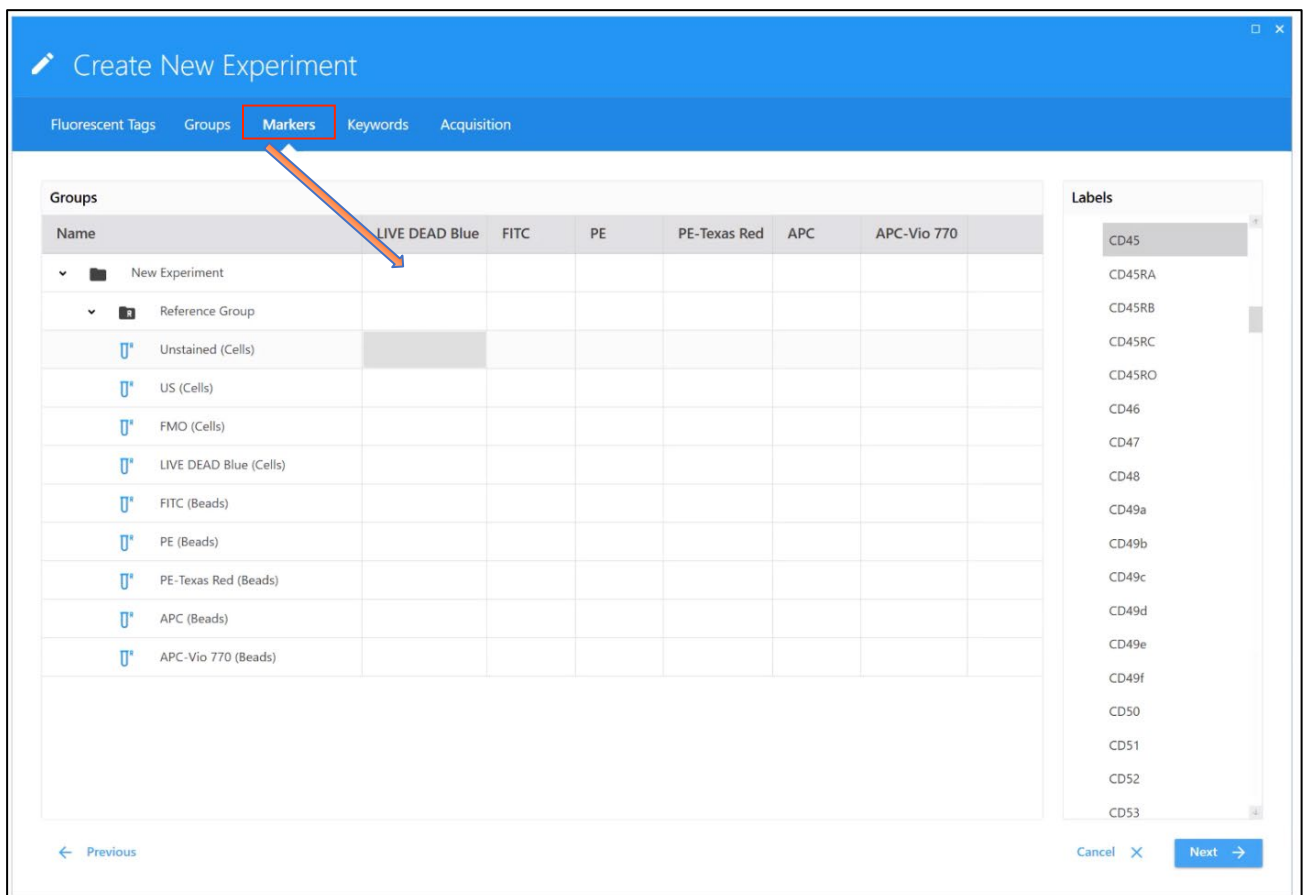 Create New Experiment
Fluorescent Tags Groups Markers Keywords Acquisition
Groups
Name LIVE DEAD Blue FITC PE PE-Texas Red APC APC-Vio 770
New Experiment
Reference Group
Unstained (Cells)
US (Cells)
FMO (Cells)
LIVE DEAD Blue (Cells)
FITC (Beads)
PE (Beads)
PE-Texas Red (Beads)
APC (Beads)
APC-Vio 770 (Beads)
Labels
CD45
CD45RA
CD45RB
CD45RC
CD45RO
CD46
CD47
CD48
CD49a
CD49b
CD49c
CD49d
CD49e
CD49f
CD50
CD51
CD52
CD53
Previous
Cancel
Next